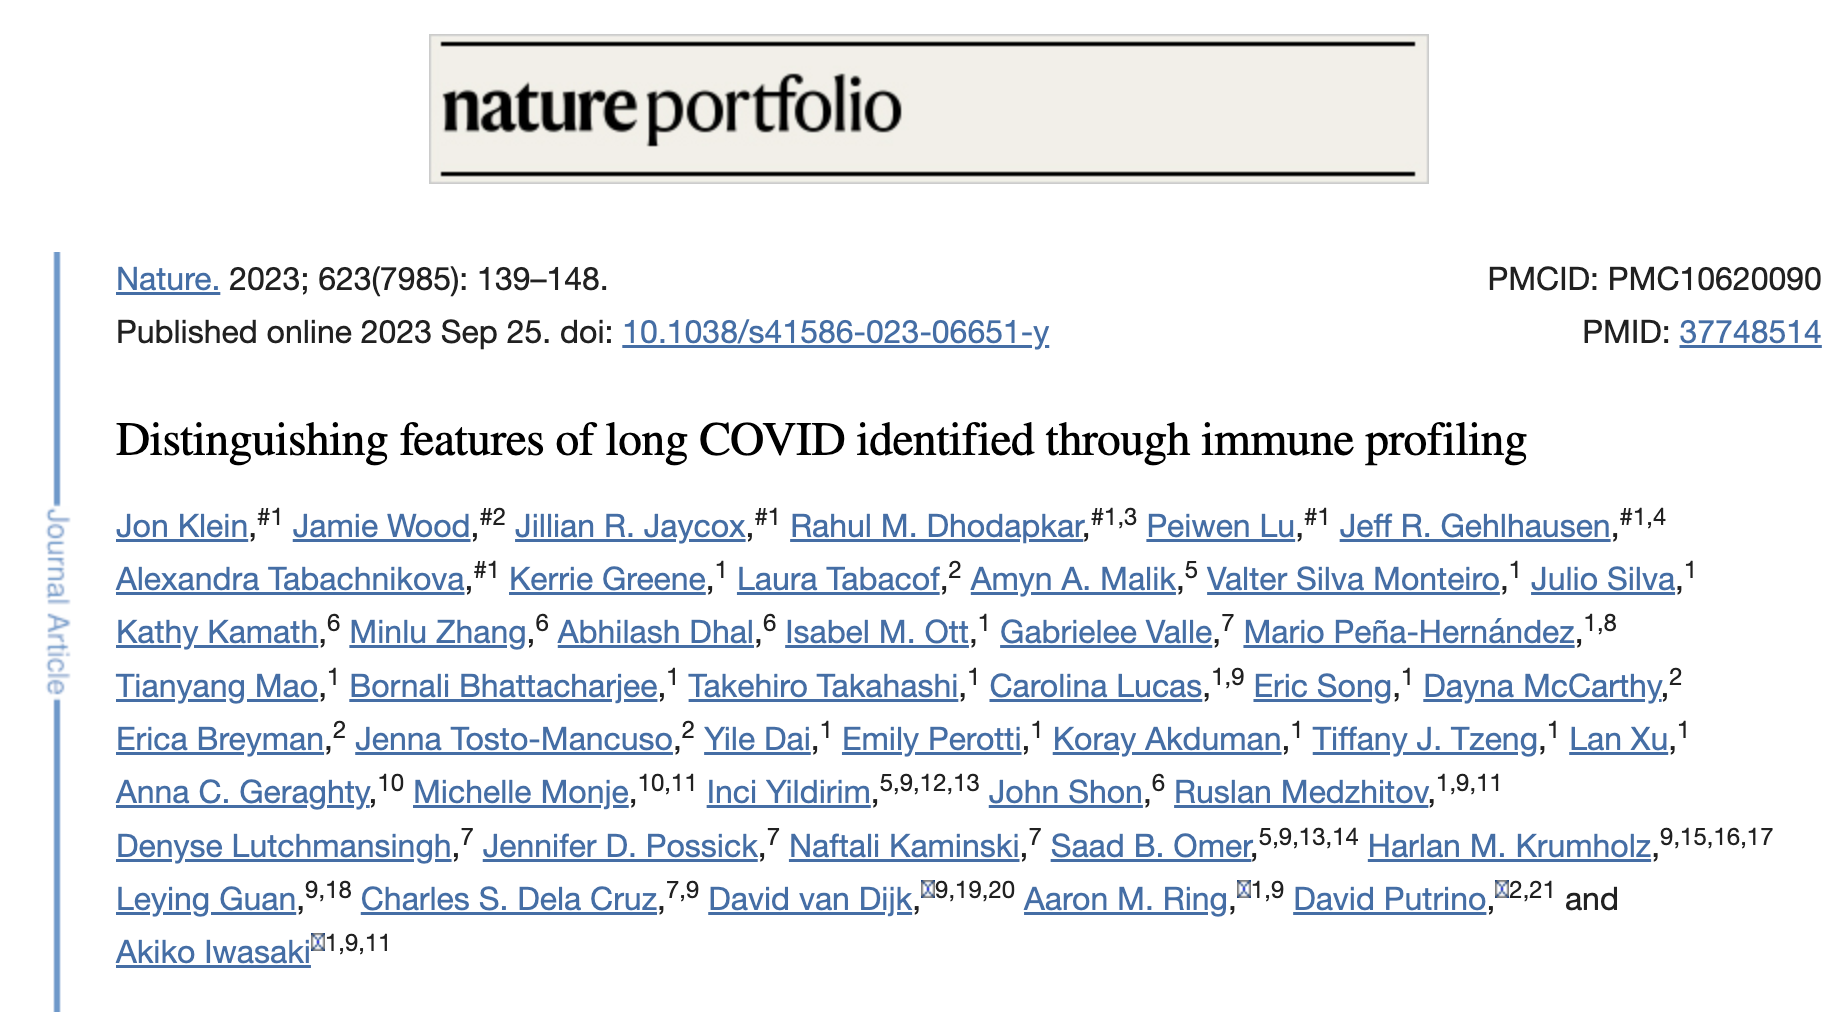 nature portfolio
Nature. 2023; 623(7985): 139–148.
PMCID: PMC10620090
Published online 2023 Sep 25. doi: 10.1038/s41586-023-06651-y
PMID: 37748514
Distinguishing features of long COVID identified through immune profiling
Jon Klein,#1 Jamie Wood,#2 Jillian R. Jaycox,#1 Rahul M. Dhodapkar,#1,3 Peiwen Lu,#1 Jeff R. Gehlhausen,#1,4
Alexandra Tabachnikova,#1 Kerrie Greene,1 Laura Tabacof,2 Amyn A. Malik,5 Valter Silva Monteiro,1 Julio Silva,1
Kathy Kamath,6 Minlu Zhang,6 Abhilash Dhal,6 Isabel M. Ott,1 Gabrielee Valle,7 Mario Peña-Hernández,1,8
Tianyang Mao,1 Bornali Bhattacharjee,1 Takehiro Takahashi,1 Carolina Lucas,1,9 Eric Song,1 Dayna McCarthy,2
Erica Breyman,2 Jenna Tosto-Mancuso,2 Yile Dai,1 Emily Perotti,1 Koray Akduman,1 Tiffany J. Tzeng,1 Lan Xu,1
Anna C. Geraghty,10 Michelle Monje,10,11 Inci Yildirim,5,9,12,13 John Shon,6 Ruslan Medzhitov,1,9,11
Denyse Lutchmansingh,7 Jennifer D. Possick,7 Naftali Kaminski,7 Saad B. Omer,5,9,13,14 Harlan M. Krumholz,9,15,16,17
Leying Guan,9,18 Charles S. Dela Cruz,7,9 David van Dijk,9,19,20 Aaron M. Ring,1,9 David Putrino,2,21 and
Akiko Iwasaki1,9,11
Journal Article